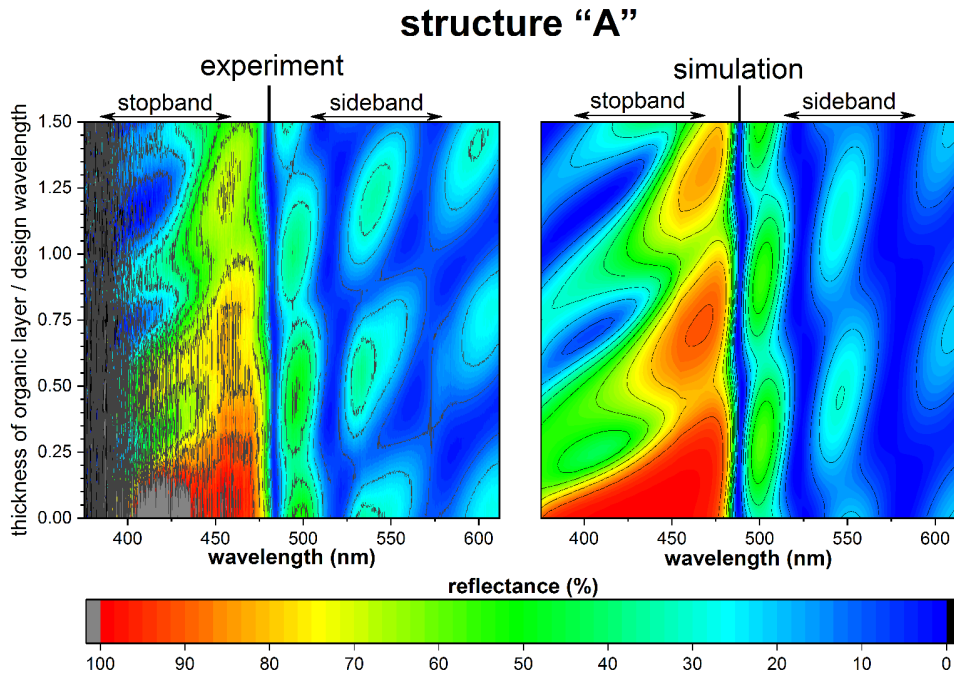 structure “A”
experiment
simulation
stopband
sideband
stopband
sideband
thickness of organic layer / design wavelength
1.50
1.25
1.00
0.75
0.50
0.25
0.00
400
450
500
550
600
wavelength (nm)
400
450
500
550
600
wavelength (nm)
reflectance (%)
100
90
80
70
60
50
40
30
20
10
0